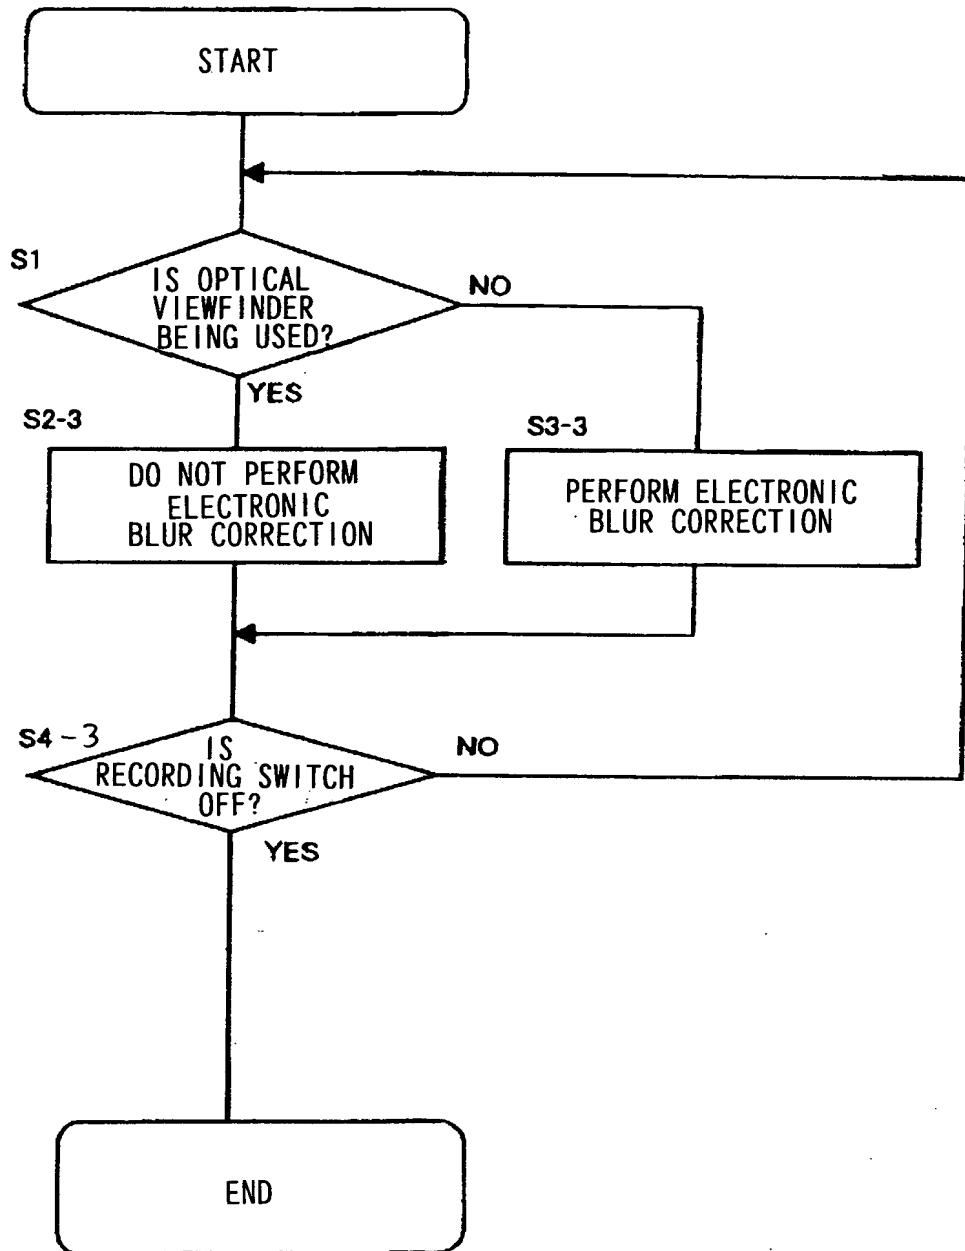 START
S1
IS OPTICAL
VIEWFINDER
BEING USED?
NO
YES
S2-3
DO NOT PERFORM
ELECTRONIC
BLUR CORRECTION
S3-3
PERFORM ELECTRONIC
BLUR CORRECTION
S4-3
IS
RECORDING SWITCH
OFF?
NO
YES
END